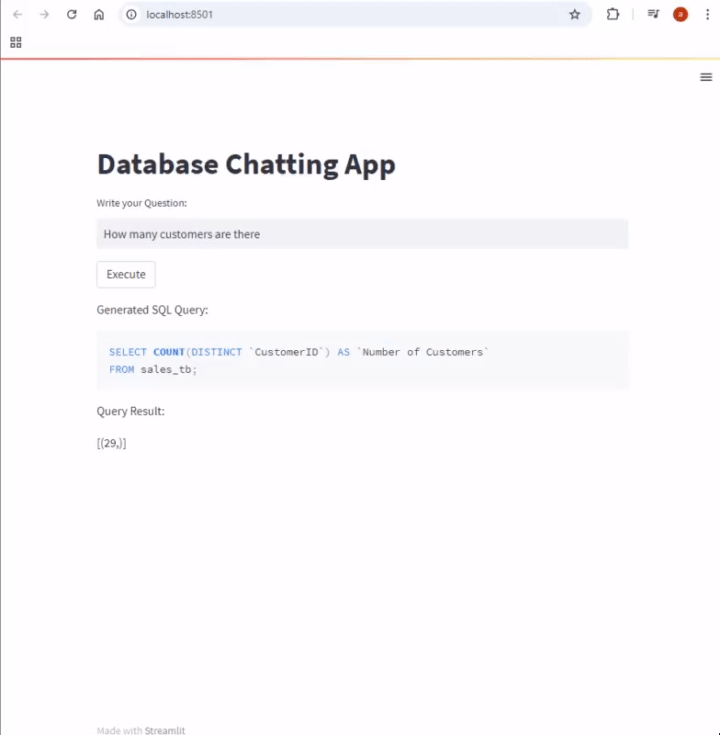 localhost:8501
a
Database Chatting App
Write your Question:
How many customers are there
Execute
Generated SQL Query:
SELECT COUNT(DISTINCT `CustomerID`) AS `Number of Customers`
FROM sales_tb;
Query Result:
[(29,)]
Made with Streamlit